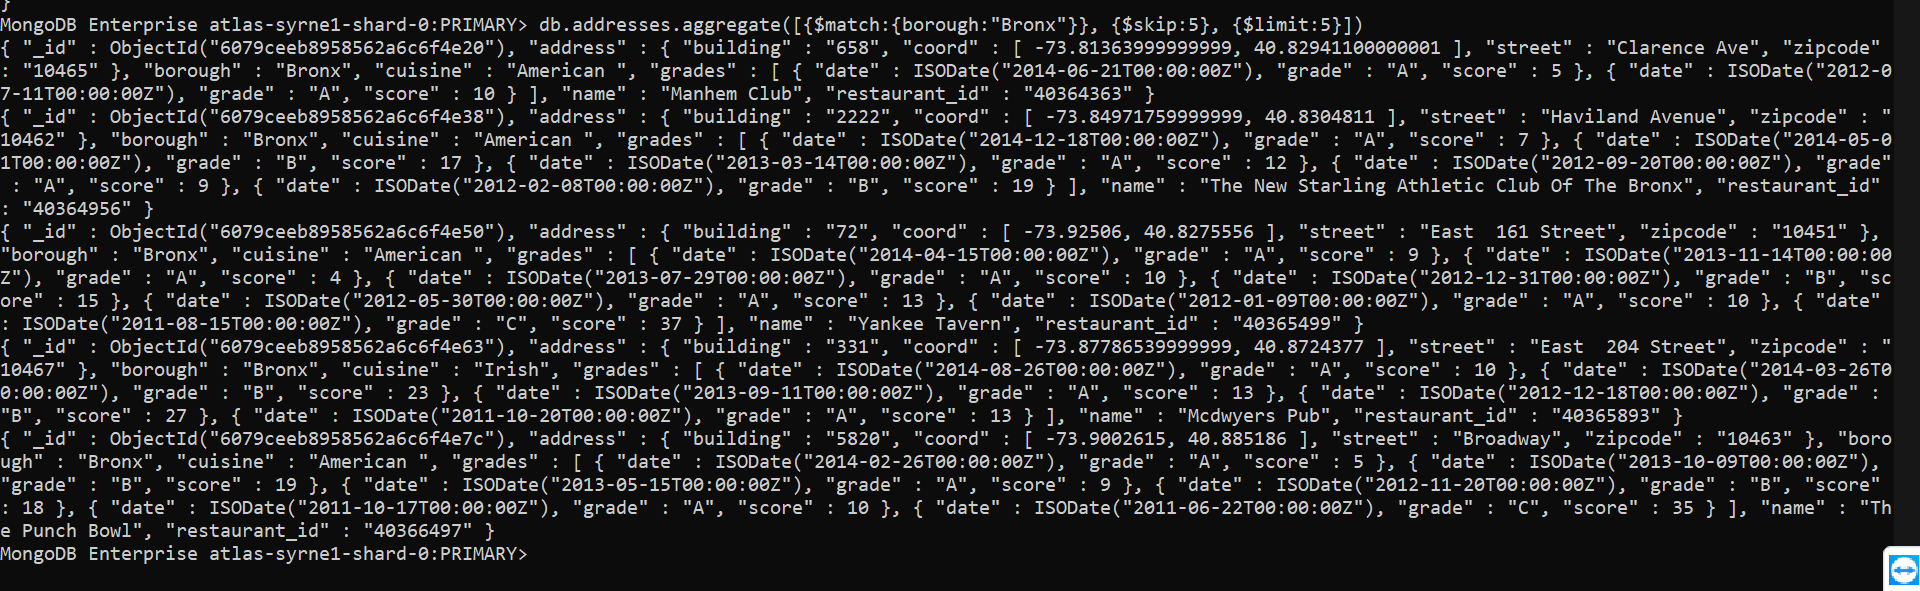 }
MongoDB Enterprise atlas-syrne1-shard-0:PRIMARY> db.addresses.aggregate([{$match:{borough:"Bronx"}}, {$skip:5}, {$limit:5}])
{ "_id" : ObjectId("6079ceeb8958562a6c6f4e20"), "address" : { "building" : "658", "coord" : [ -73.81363999999999, 40.82941100000001 ], "street" : "Clarence Ave", "zipcode"
: "10465" }, "borough" : "Bronx", "cuisine" : "American ", "grades" : [ { "date" : ISODate("2014-06-21T00:00:00Z"), "grade" : "A", "score" : 5 }, { "date" : ISODate("2012-0
7-11T00:00:00Z"), "grade" : "A", "score" : 10 } ], "name" : "Manhem Club", "restaurant_id" : "40364363" }
{ "_id" : ObjectId("6079ceeb8958562a6c6f4e38"), "address" : { "building" : "2222", "coord" : [ -73.84971759999999, 40.8304811 ], "street" : "Haviland Avenue", "zipcode" : "
10462" }, "borough" : "Bronx", "cuisine" : "American ", "grades" : [ { "date" : ISODate("2014-12-18T00:00:00Z"), "grade" : "A", "score" : 7 }, { "date" : ISODate("2014-05-0
1T00:00:00Z"), "grade" : "B", "score" : 17 }, { "date" : ISODate("2013-03-14T00:00:00Z"), "grade" : "A", "score" : 12 }, { "date" : ISODate("2012-09-20T00:00:00Z"), "grade"
 : "A", "score" : 9 }, { "date" : ISODate("2012-02-08T00:00:00Z"), "grade" : "B", "score" : 19 } ], "name" : "The New Starling Athletic Club Of The Bronx", "restaurant_id"
: "40364956" }
{ "_id" : ObjectId("6079ceeb8958562a6c6f4e50"), "address" : { "building" : "72", "coord" : [ -73.92506, 40.8275556 ], "street" : "East  161 Street", "zipcode" : "10451" },
"borough" : "Bronx", "cuisine" : "American ", "grades" : [ { "date" : ISODate("2014-04-15T00:00:00Z"), "grade" : "A", "score" : 9 }, { "date" : ISODate("2013-11-14T00:00:00
Z"), "grade" : "A", "score" : 4 }, { "date" : ISODate("2013-07-29T00:00:00Z"), "grade" : "A", "score" : 10 }, { "date" : ISODate("2012-12-31T00:00:00Z"), "grade" : "B", "sc
ore" : 15 }, { "date" : ISODate("2012-05-30T00:00:00Z"), "grade" : "A", "score" : 13 }, { "date" : ISODate("2012-01-09T00:00:00Z"), "grade" : "A", "score" : 10 }, { "date"
: ISODate("2011-08-15T00:00:00Z"), "grade" : "C", "score" : 37 } ], "name" : "Yankee Tavern", "restaurant_id" : "40365499" }
{ "_id" : ObjectId("6079ceeb8958562a6c6f4e63"), "address" : { "building" : "331", "coord" : [ -73.87786539999999, 40.8724377 ], "street" : "East  204 Street", "zipcode" : "
10467" }, "borough" : "Bronx", "cuisine" : "Irish", "grades" : [ { "date" : ISODate("2014-08-26T00:00:00Z"), "grade" : "A", "score" : 10 }, { "date" : ISODate("2014-03-26T0
0:00:00Z"), "grade" : "B", "score" : 23 }, { "date" : ISODate("2013-09-11T00:00:00Z"), "grade" : "A", "score" : 13 }, { "date" : ISODate("2012-12-18T00:00:00Z"), "grade" :
"B", "score" : 27 }, { "date" : ISODate("2011-10-20T00:00:00Z"), "grade" : "A", "score" : 13 } ], "name" : "Mcdwyers Pub", "restaurant_id" : "40365893" }
{ "_id" : ObjectId("6079ceeb8958562a6c6f4e7c"), "address" : { "building" : "5820", "coord" : [ -73.9002615, 40.885186 ], "street" : "Broadway", "zipcode" : "10463" }, "boro
ugh" : "Bronx", "cuisine" : "American ", "grades" : [ { "date" : ISODate("2014-02-26T00:00:00Z"), "grade" : "A", "score" : 5 }, { "date" : ISODate("2013-10-09T00:00:00Z"),
"grade" : "B", "score" : 19 }, { "date" : ISODate("2013-05-15T00:00:00Z"), "grade" : "A", "score" : 9 }, { "date" : ISODate("2012-11-20T00:00:00Z"), "grade" : "B", "score"
: 18 }, { "date" : ISODate("2011-10-17T00:00:00Z"), "grade" : "A", "score" : 10 }, { "date" : ISODate("2011-06-22T00:00:00Z"), "grade" : "C", "score" : 35 } ], "name" : "Th
e Punch Bowl", "restaurant_id" : "40366497" }
MongoDB Enterprise atlas-syrne1-shard-0:PRIMARY>